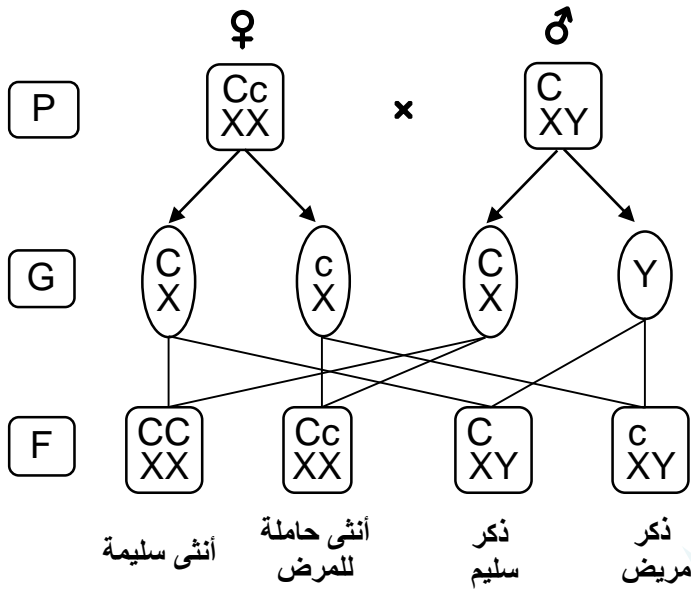 ♀ ♂
P Cc C
XX × XY
G C c C Y
X X X
F CC Cc C c
XX XX XY XY
أنثى سليمة أنثى حاملة ذكر ذكر
للمرض سليم مريض